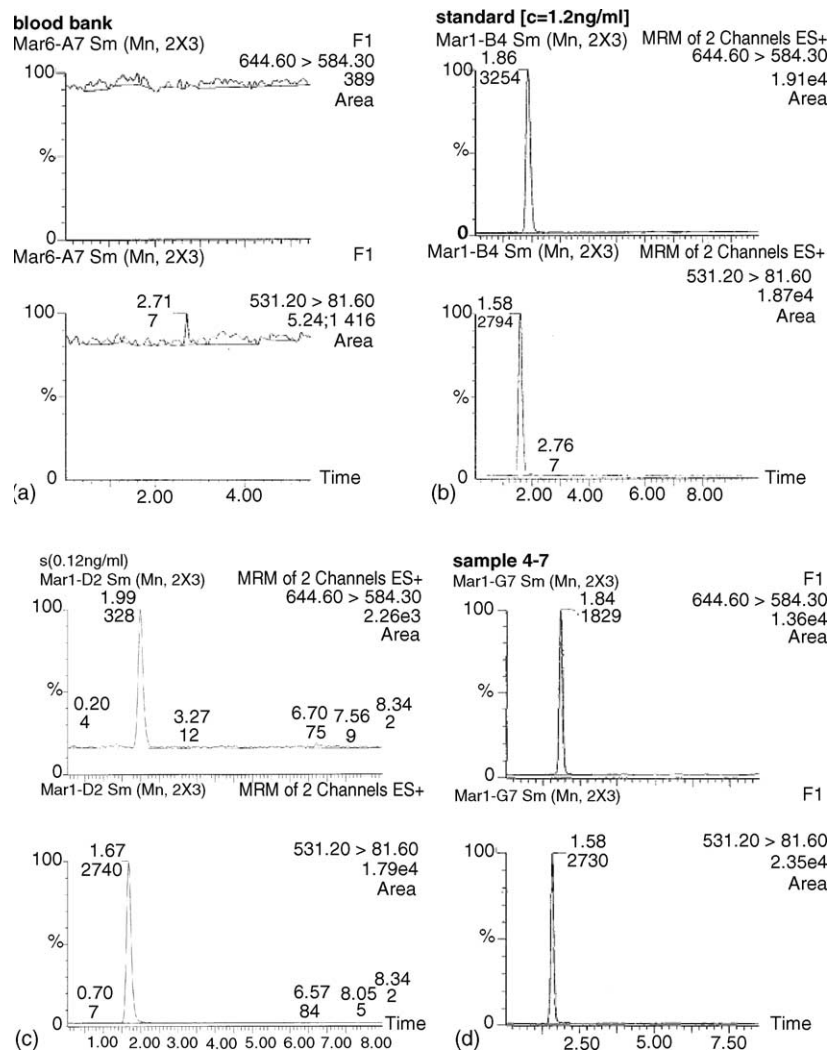 blood bank
Mar6-A7 Sm (Mn, 2X3)
F1
644.60 > 584.30
389
Area
100
%
0
Mar6-A7 Sm (Mn, 2X3)
F1
2.71
7
531.20 > 81.60
5.24;1 416
Area
100
%
0
Time
2.00 4.00
(a)
standard [c=1.2ng/ml]
Mar1-B4 Sm (Mn, 2X3)
MRM of 2 Channels ES+
644.60 > 584.30
1.86
3254
1.91e4
Area
100
%
0
Mar1-B4 Sm (Mn, 2X3)
MRM of 2 Channels ES+
531.20 > 81.60
1.87e4
Area
1.58
2794
100
%
2.76
7
0
Time
2.00 4.00 6.00 8.00
(b)
s(0.12ng/ml)
Mar1-D2 Sm (Mn, 2X3)
MRM of 2 Channels ES+
1.99
328
644.60 > 584.30
2.26e3
Area
100
%
0.20
4
3.27
12
6.70
75
7.56
9
8.34
2
0
Mar1-D2 Sm (Mn, 2X3)
MRM of 2 Channels ES+
1.67
2740
531.20 > 81.60
1.79e4
Area
100
%
0.70
7
6.57
84
8.05
5
8.34
2
0
Time
1.00 2.00 3.00 4.00 5.00 6.00 7.00 8.00
(c)
sample 4-7
Mar1-G7 Sm (Mn, 2X3)
F1
1.84
1829
644.60 > 584.30
1.36e4
Area
100
%
0
Mar1-G7 Sm (Mn, 2X3)
F1
1.58
2730
531.20 > 81.60
2.35e4
Area
100
%
0
Time
2.50 5.00 7.50
(d)